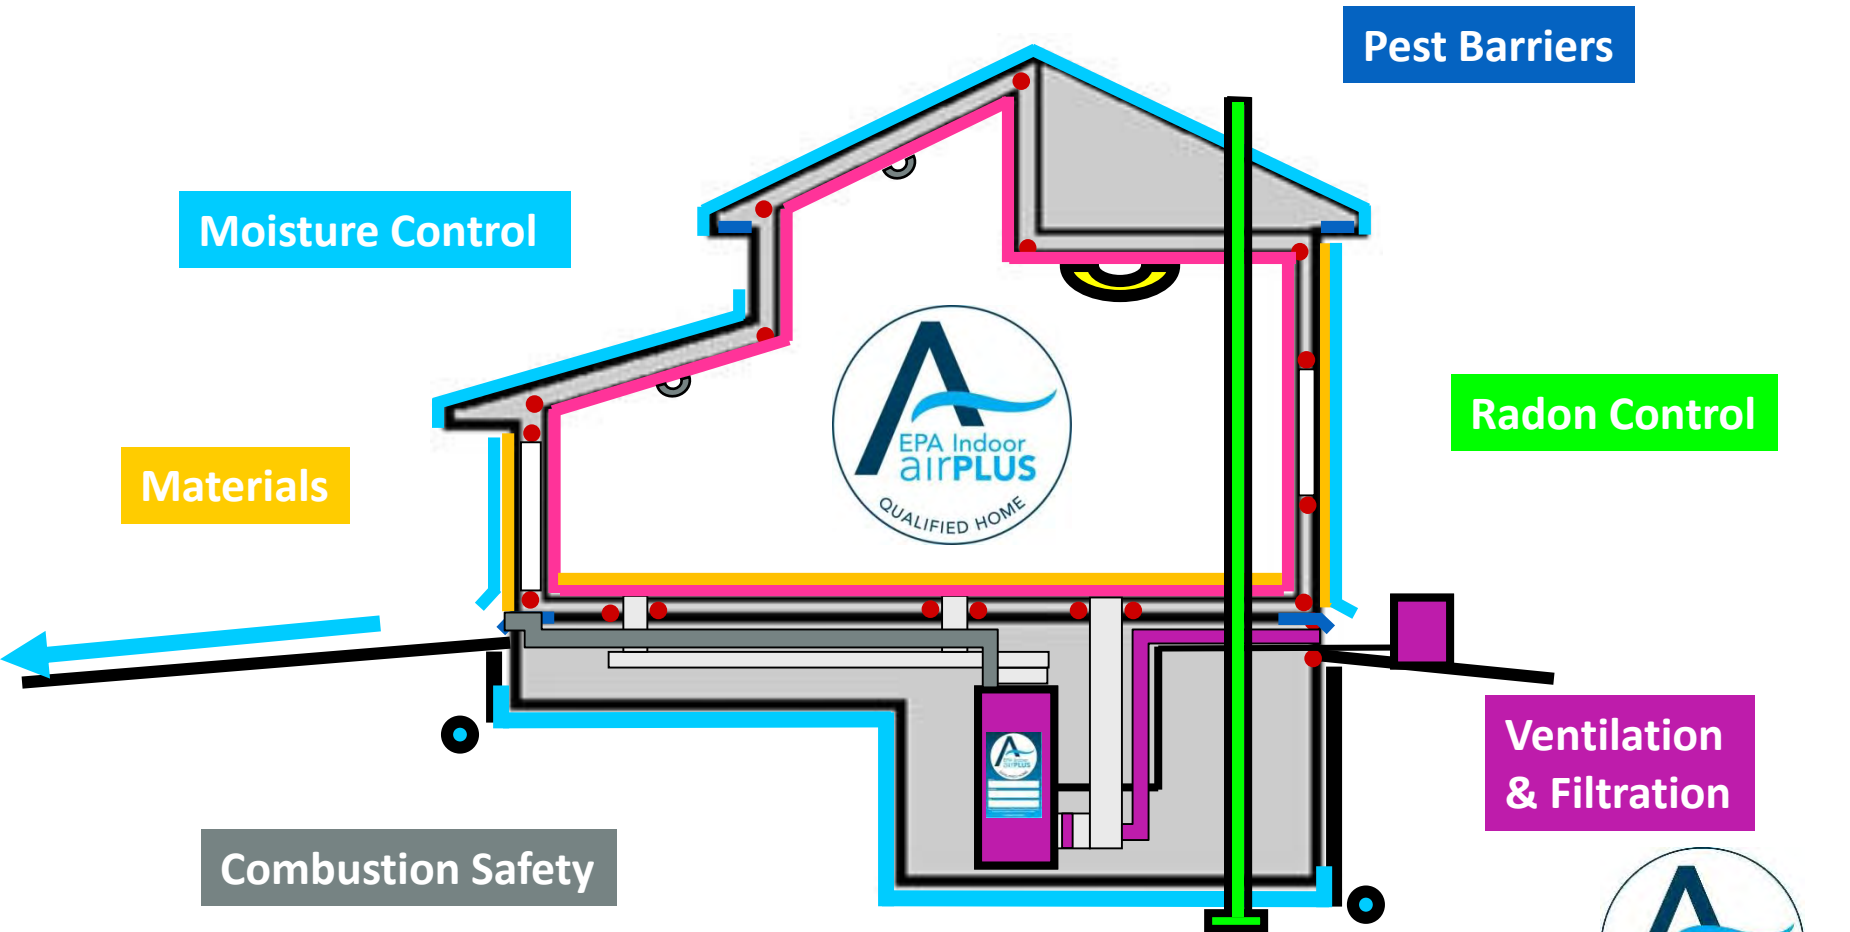 Pest Barriers
Moisture Control
Radon Control
Materials
EPA Indoor
airPLUS
QUALIFIED HOME
Ventilation
& Filtration
Combustion Safety